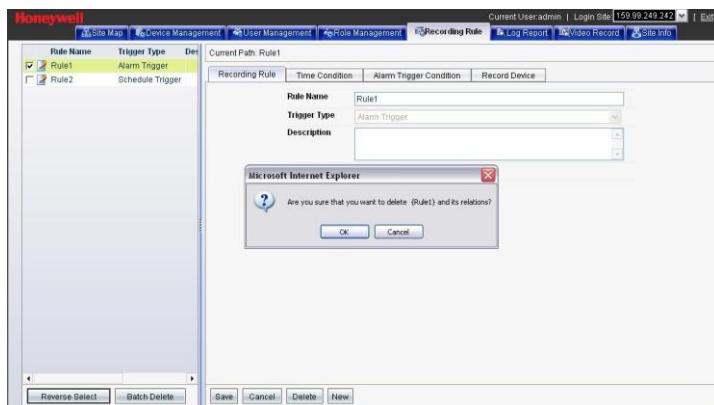 Honeywell
Current User:admin | Login Site: 159.99.249.242 | [ Exit
Site Map Device Management User Management Role Management Recording Rule Log Report Video Record Site Info
Rule Name Trigger Type Des
Rule1 Alarm Trigger
Rule2 Schedule Trigger
Current Path: Rule1
Recording Rule Time Condition Alarm Trigger Condition Record Device
Rule Name Rule1
Trigger Type Alarm Trigger
Description
Microsoft Internet Explorer
Are you sure that you want to delete {Rule1} and its relations?
OK Cancel
Reverse Select Batch Delete
Save Cancel Delete New